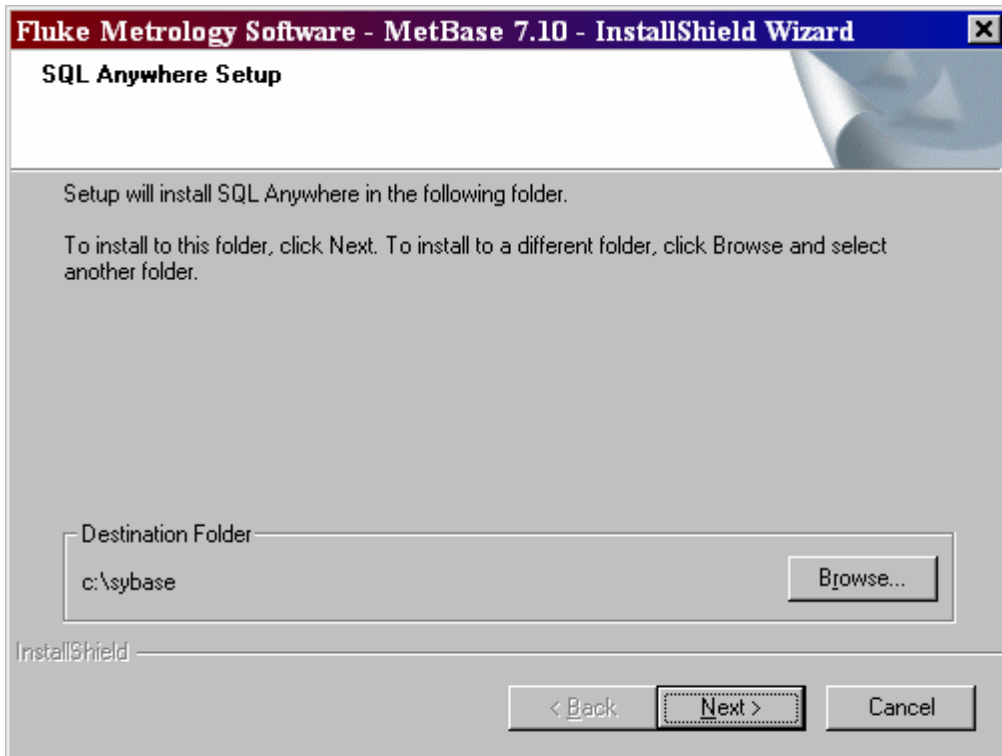 Fluke Metrology Software - MetBase 7.10 - InstallShield Wizard
SQL Anywhere Setup
Setup will install SQL Anywhere in the following folder.
To install to this folder, click Next. To install to a different folder, click Browse and select
another folder.
Destination Folder
c:\sybase
Browse...
InstallShield
< Back
Next >
Cancel